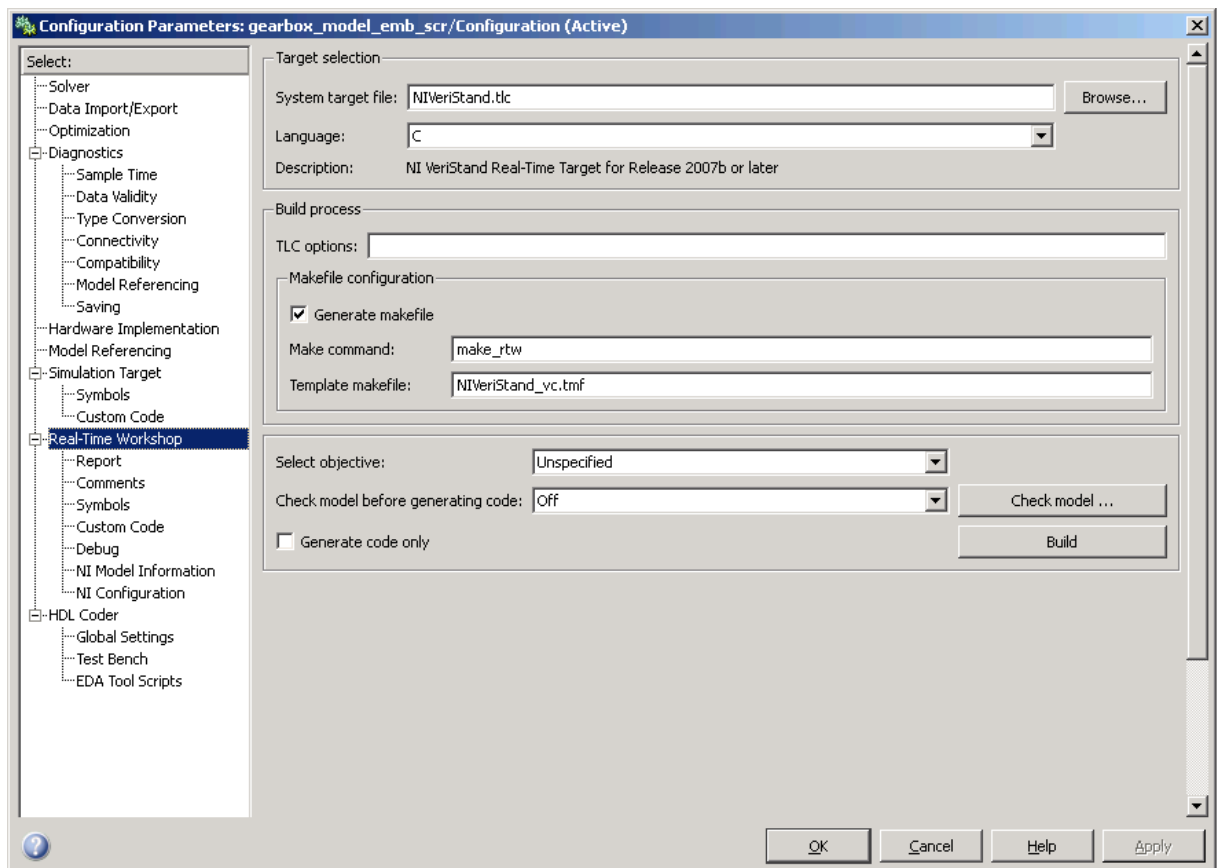 Configuration Parameters: gearbox_model_emb_scr/Configuration (Active)
Select:
Solver
Data Import/Export
Optimization
Diagnostics
Sample Time
Data Validity
Type Conversion
Connectivity
Compatibility
Model Referencing
Saving
Hardware Implementation
Model Referencing
Simulation Target
Symbols
Custom Code
Real-Time Workshop
Report
Comments
Symbols
Custom Code
Debug
NI Model Information
NI Configuration
HDL Coder
Global Settings
Test Bench
EDA Tool Scripts
Target selection
System target file: NIVeriStand.tlc Browse...
Language: C
Description: NI VeriStand Real-Time Target for Release 2007b or later
Build process
TLC options:
Makefile configuration
Generate makefile
Make command: make_rtw
Template makefile: NIVeriStand_vc.tmf
Select objective: Unspecified
Check model before generating code: Off Check model ...
Generate code only Build
OK Cancel Help Apply